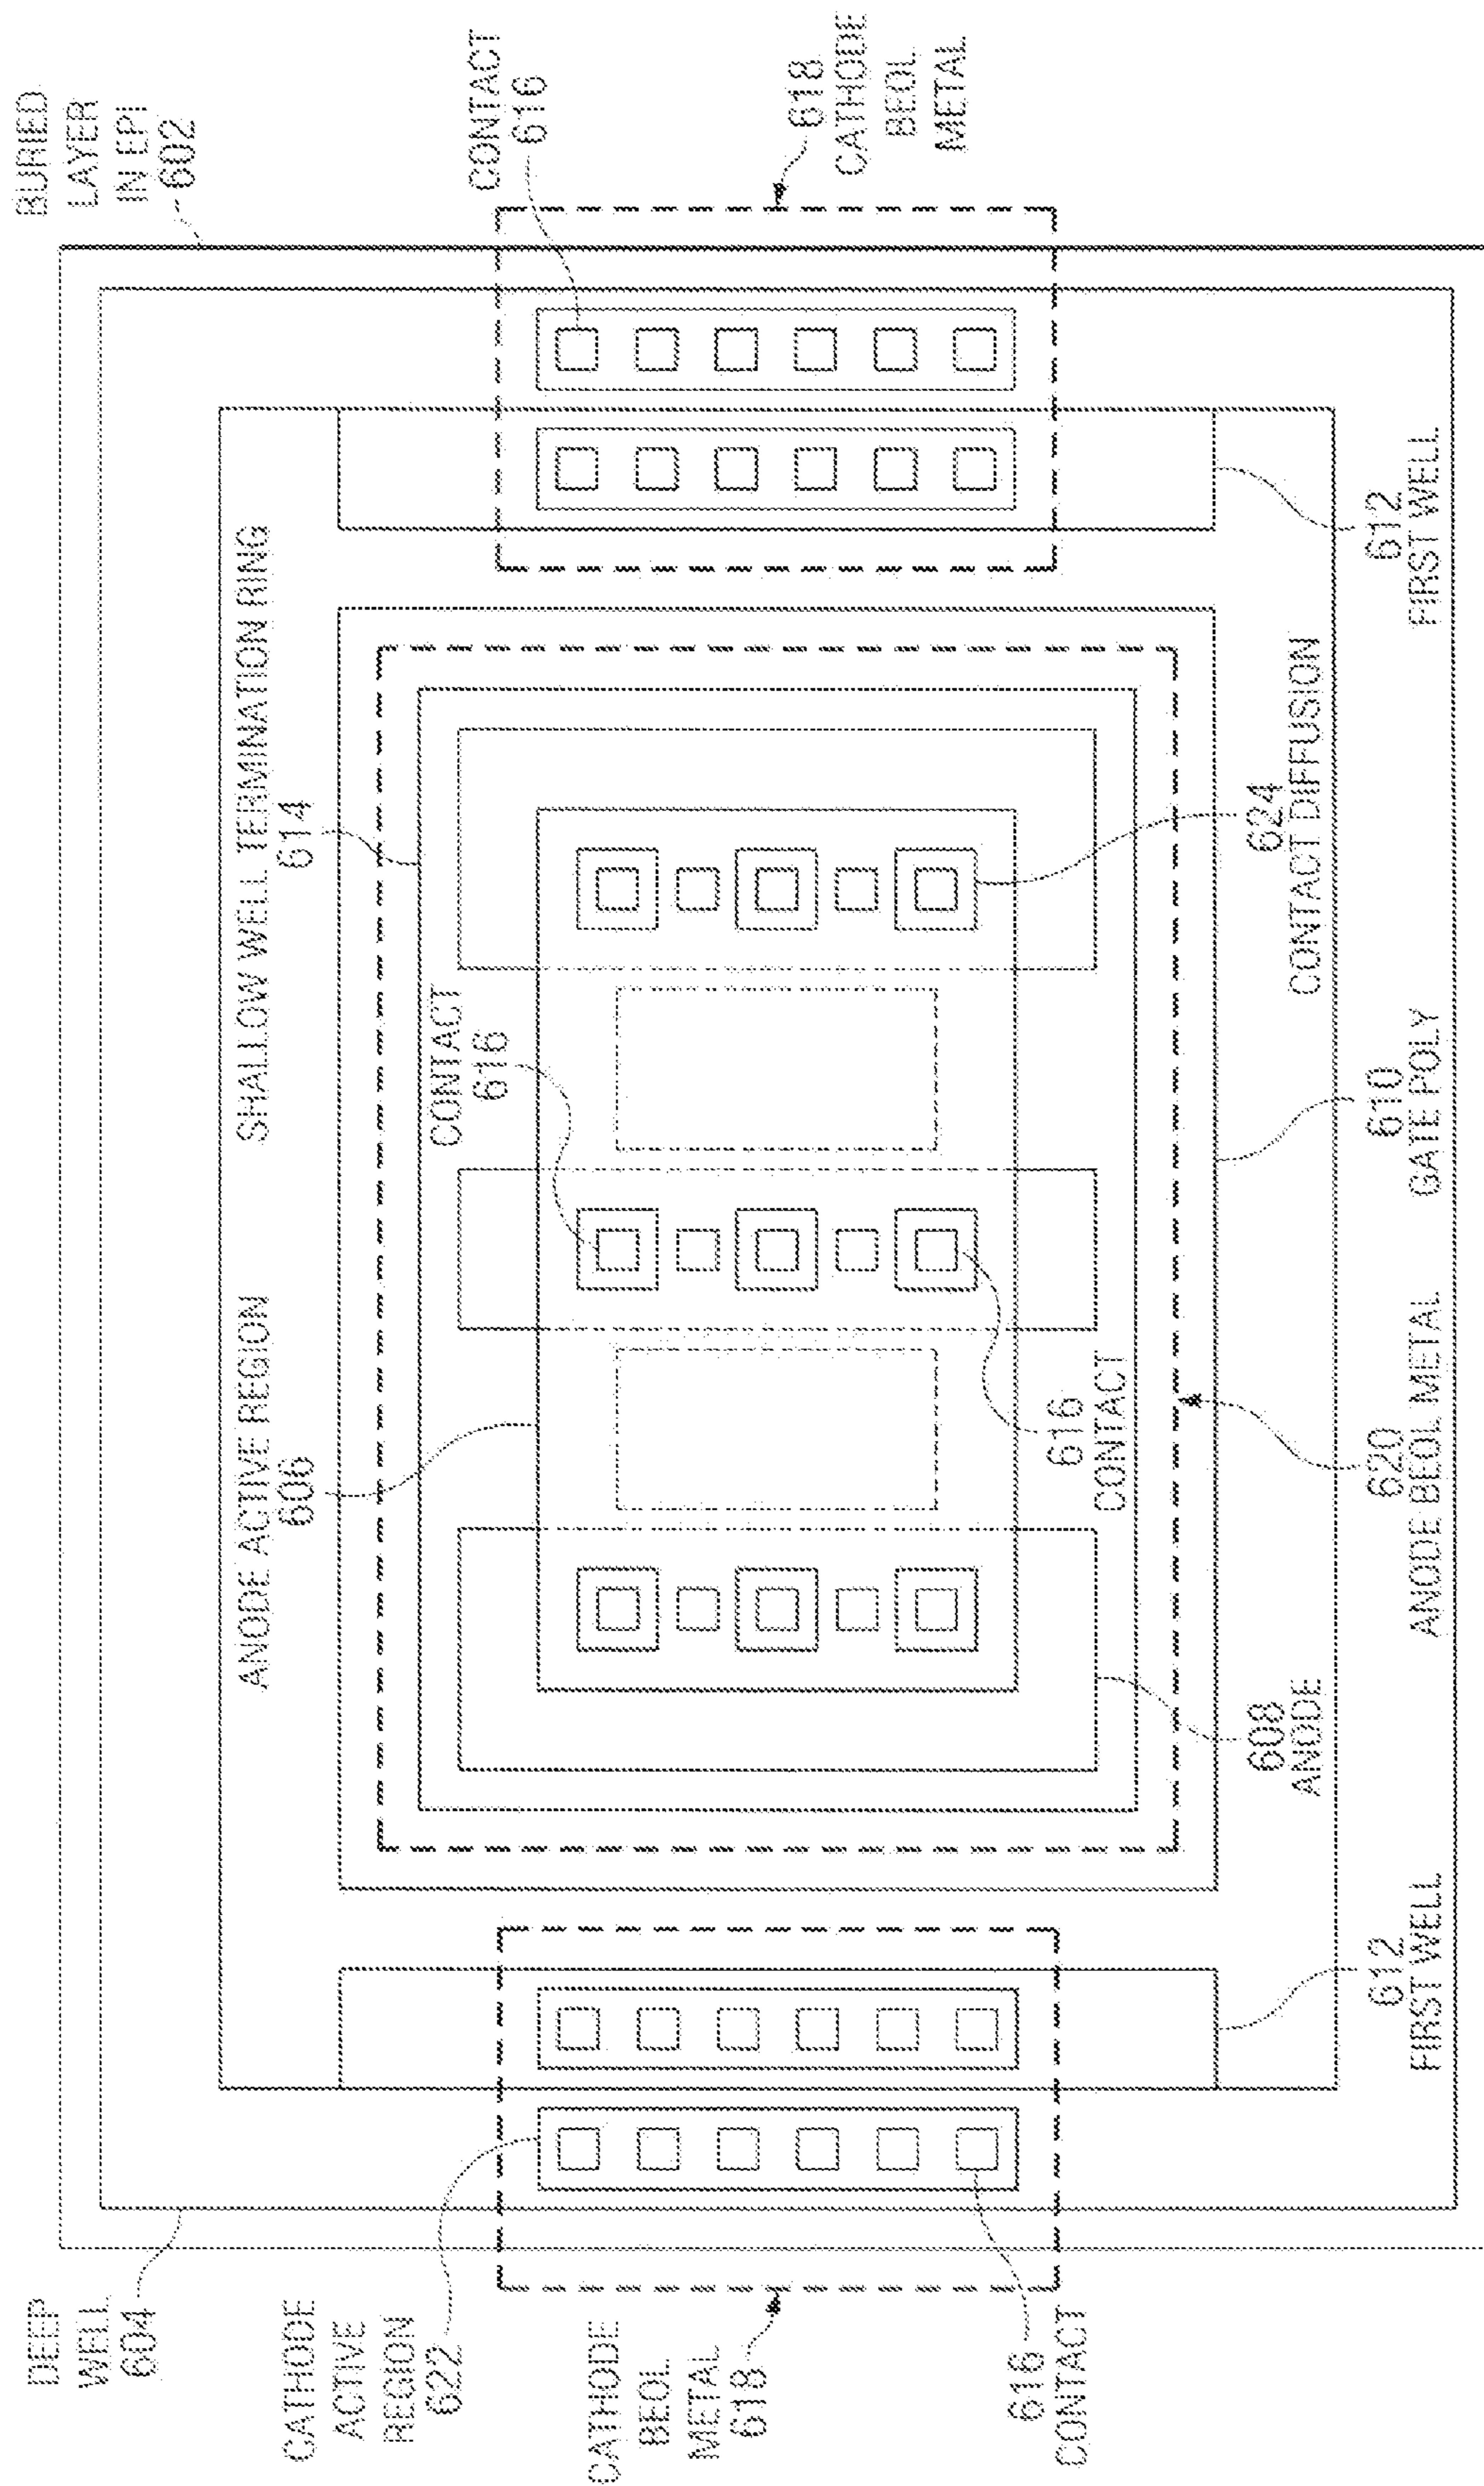 BURIED
LAYER
IN EPI
602
CONTACT
616
618
CATHODE
BEOL
METAL
SHALLOW WELL TERMINATION RING
614
612
FIRST WELL
CONTACT
616
624
CONTACT DIFFUSION
610
GATE POLY
ANODE ACTIVE REGION
606
616
CONTACT
620
ANODE BEOL METAL
608
ANODE
612
FIRST WELL
DEEP
WELL
604
CATHODE
ACTIVE
REGION
622
CATHODE
BEOL
METAL
618
616
CONTACT